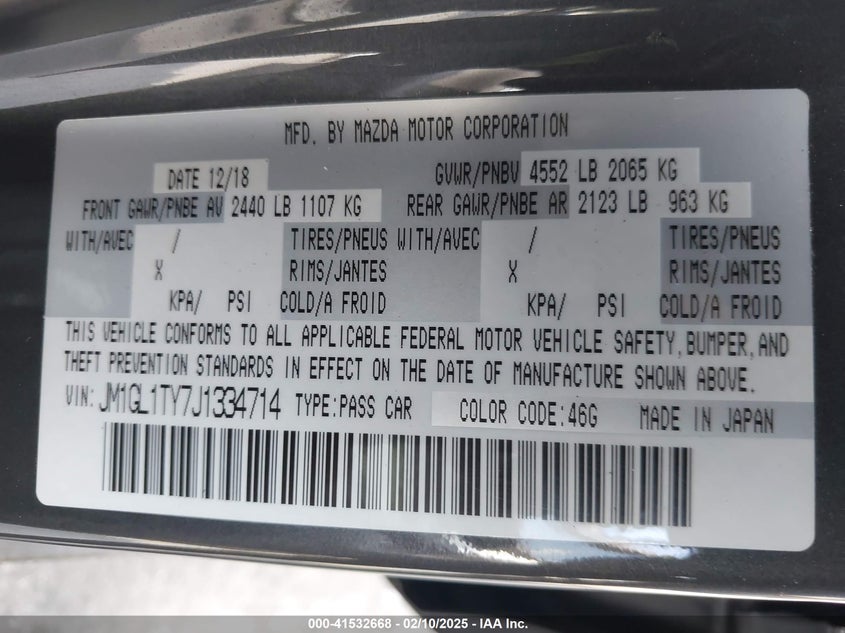 MFD. BY MAZDA MOTOR CORPORATION
DATE 12/18 GVWR/PNBV 4552 LB 2065 KG
FRONT GAWR/PNBE AV 2440 LB 1107 KG REAR GAWR/PNBE AR 2123 LB 963 KG
WITH/AVEC / TIRES/PNEUS WITH/AVEC / TIRES/PNEUS
X RIMS/JANTES X RIMS/JANTES
KPA/ PSI COLD/A FROID KPA/ PSI COLD/A FROID
THIS VEHICLE CONFORMS TO ALL APPLICABLE FEDERAL MOTOR VEHICLE SAFETY, BUMPER, AND
THEFT PREVENTION STANDARDS IN EFFECT ON THE DATE OF MANUFACTURE SHOWN ABOVE.
VIN: JM1GL1TY7J1334714 TYPE:PASS CAR COLOR CODE:46G MADE IN JAPAN
000-41532668 - 02/10/2025 - IAA Inc.